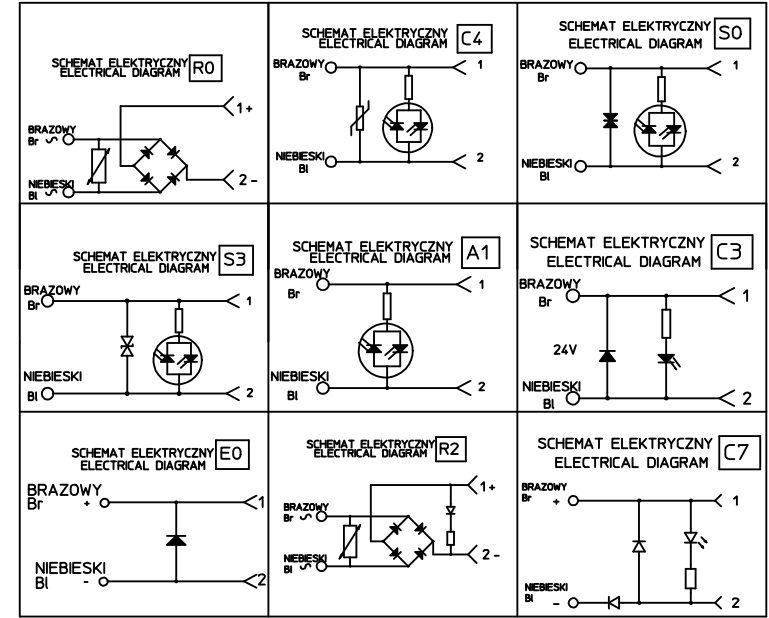 SCHEMAT ELEKTRYCZNY
ELECTRICAL DIAGRAM
R0
BRAZOWY
Br
1+
NIEBIESKI
Bl
2-
SCHEMAT ELEKTRYCZNY
ELECTRICAL DIAGRAM
C4
BRAZOWY
Br
1
NIEBIESKI
Bl
2
SCHEMAT ELEKTRYCZNY
ELECTRICAL DIAGRAM
S0
BRAZOWY
Br
1
NIEBIESKI
Bl
2
SCHEMAT ELEKTRYCZNY
ELECTRICAL DIAGRAM
S3
BRAZOWY
Br
1
NIEBIESKI
Bl
2
SCHEMAT ELEKTRYCZNY
ELECTRICAL DIAGRAM
A1
BRAZOWY
Br
1
NIEBIESKI
Bl
2
SCHEMAT ELEKTRYCZNY
ELECTRICAL DIAGRAM
C3
BRAZOWY
Br
1
24V
NIEBIESKI
Bl
2
SCHEMAT ELEKTRYCZNY
ELECTRICAL DIAGRAM
E0
BRAZOWY
Br +
1
NIEBIESKI
Bl -
2
SCHEMAT ELEKTRYCZNY
ELECTRICAL DIAGRAM
R2
1+
BRAZOWY
Br
NIEBIESKI
Bl
2-
SCHEMAT ELEKTRYCZNY
ELECTRICAL DIAGRAM
C7
BRAZOWY
Br +
1
NIEBIESKI
Bl -
2